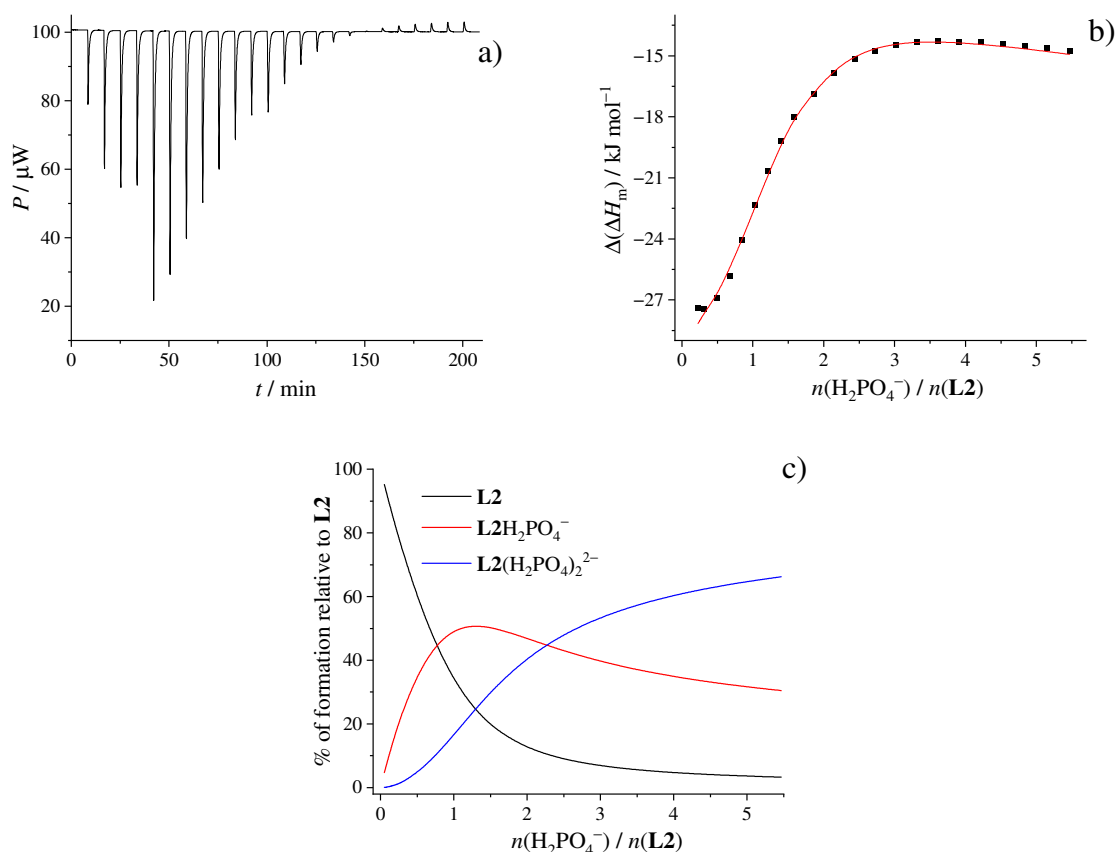 a)
100
80
60
40
20
P / μW
0
50
100
150
200
t / min
b)
−15
−18
−21
−24
−27
Δ(ΔHₘ) / kJ mol⁻¹
0
1
2
3
4
5
n(H₂PO₄⁻) / n(L2)
c)
100
80
60
40
20
0
% of formation relative to L2
L2
L2H₂PO₄⁻
L2(H₂PO₄)₂²⁻
0
1
2
3
4
5
n(H₂PO₄⁻) / n(L2)